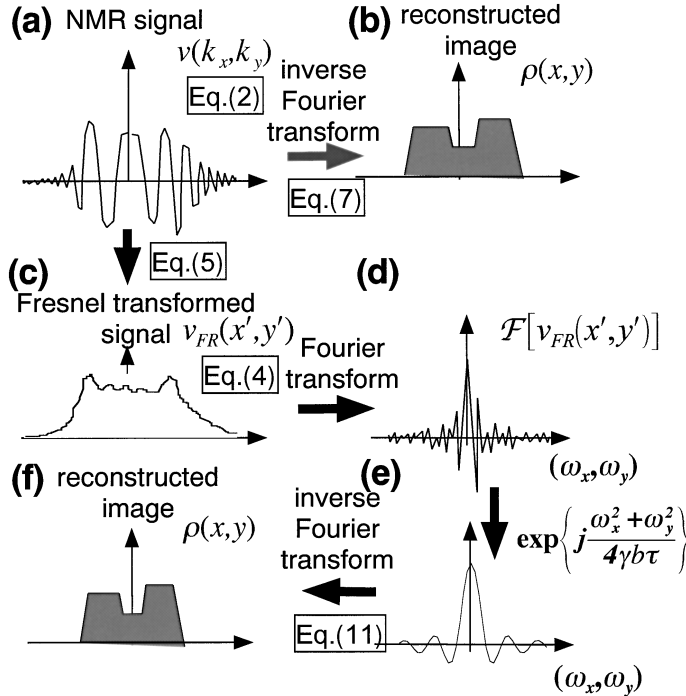 (a) NMR signal
v(kx,ky)
Eq.(2)
inverse
Fourier
transform
Eq.(7)
(b) reconstructed
image
ρ(x,y)
Eq.(5)
(c)
Fresnel transformed
signal vFR(x',y')
Eq.(4)
Fourier
transform
(d)
ℱ[vFR(x',y')]
(ωx,ωy)
exp{j (ωx²+ωy²)/(4γbτ)}
(e)
(ωx,ωy)
inverse
Fourier
transform
Eq.(11)
(f) reconstructed
image
ρ(x,y)